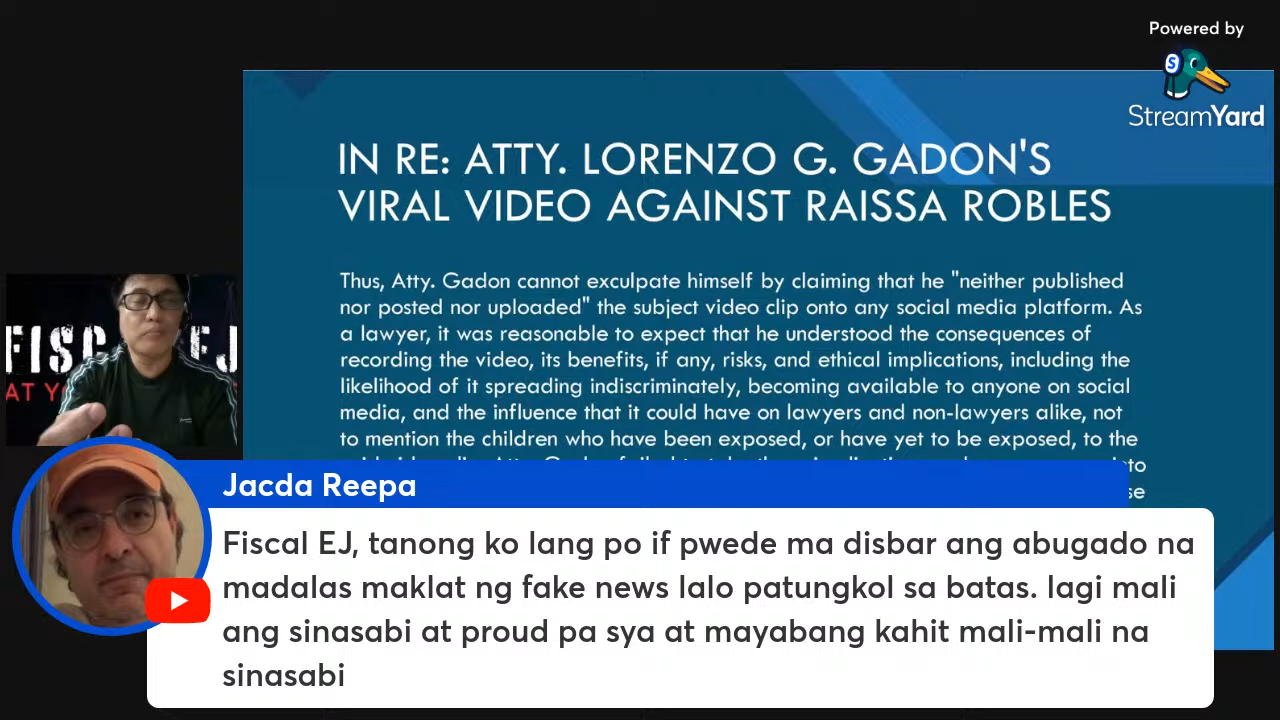 Powered by
StreamYard
IN RE: ATTY. LORENZO G. GADON'S
VIRAL VIDEO AGAINST RAISSA ROBLES
Thus, Atty. Gadon cannot exculpate himself by claiming that he "neither published
nor posted nor uploaded" the subject video clip onto any social media platform. As
a lawyer, it was reasonable to expect that he understood the consequences of
recording the video, its benefits, if any, risks, and ethical implications, including the
likelihood of it spreading indiscriminately, becoming available to anyone on social
media, and the influence that it could have on lawyers and non-lawyers alike, not
to mention the children who have been exposed, or have yet to be exposed, to the
FISC EJ
AT YO
Jacda Reepa
Fiscal EJ, tanong ko lang po if pwede ma disbar ang abugado na
madalas maklat ng fake news lalo patungkol sa batas. lagi mali
ang sinasabi at proud pa sya at mayabang kahit mali-mali na
sinasabi